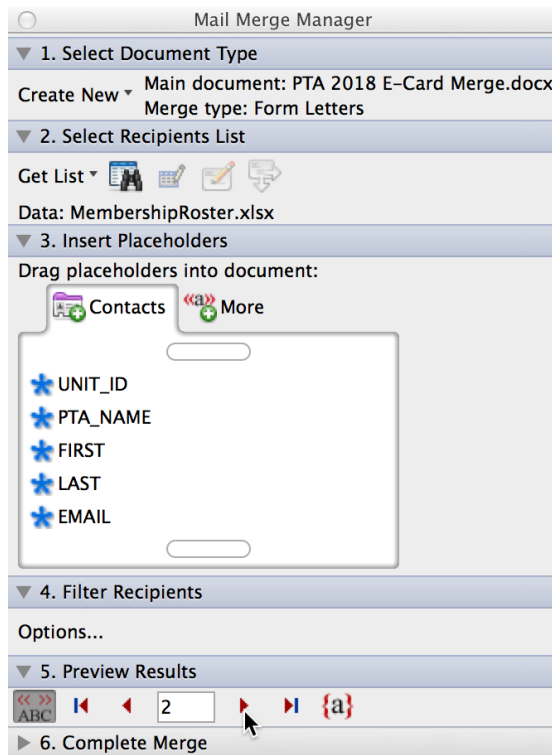 Mail Merge Manager
1. Select Document Type
Create New
Main document: PTA 2018 E-Card Merge.docx
Merge type: Form Letters
2. Select Recipients List
Get List
Data: MembershipRoster.xlsx
3. Insert Placeholders
Drag placeholders into document:
Contacts «a» More
UNIT_ID
PTA_NAME
FIRST
LAST
EMAIL
4. Filter Recipients
Options...
5. Preview Results
« »
ABC 2 {a}
6. Complete Merge